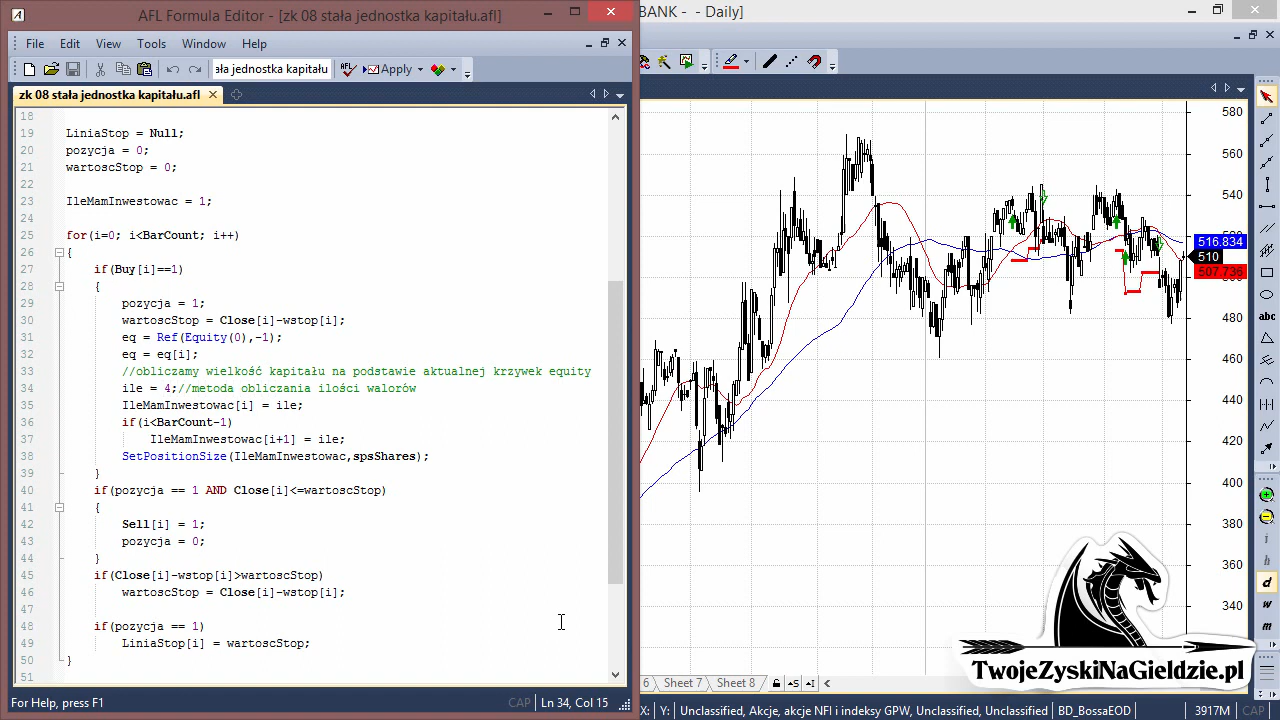 AFL Formula Editor - [zk 08 stała jednostka kapitału.afl]
BANK - - Daily]
File Edit View Tools Window Help
ała jednostka kapitału
Apply
zk 08 stała jednostka kapitału.afl
18
19 LiniaStop = Null;
20 pozycja = 0;
21 wartoscStop = 0;
22
23 IleMamInwestowac = 1;
24
25 for(i=0; i<BarCount; i++)
26 {
27 if(Buy[i]==1)
28 {
29 pozycja = 1;
30 wartoscStop = Close[i]-wstop[i];
31 eq = Ref(Equity(0),-1);
32 eq = eq[i];
33 //obliczamy wielkość kapitału na podstawie aktualnej krzywek equity
34 ile = 4;//metoda obliczania ilości walorów
35 IleMamInwestowac[i] = ile;
36 if(i<BarCount-1)
37 IleMamInwestowac[i+1] = ile;
38 SetPositionSize(IleMamInwestowac,spsShares);
39 }
40 if(pozycja == 1 AND Close[i]<=wartoscStop)
41 {
42 Sell[i] = 1;
43 pozycja = 0;
44 }
45 if(Close[i]-wstop[i]>wartoscStop)
46 wartoscStop = Close[i]-wstop[i];
47
48 if(pozycja == 1)
49 LiniaStop[i] = wartoscStop;
50 }
51
For Help, press F1
CAP
Ln 34, Col 15
580
560
540
516.834
510
507.736
480
460
440
420
400
380
360
340
abc
i
h
d
w
m
TwojeZyskiNaGieldzie.pl
6 Sheet 7 Sheet 8
S
I
X: Y: Unclassified, Akcje, akcje NFI i indeksy GPW, Unclassified, Unclassified
BD_BossaEOD
3917M
CAP